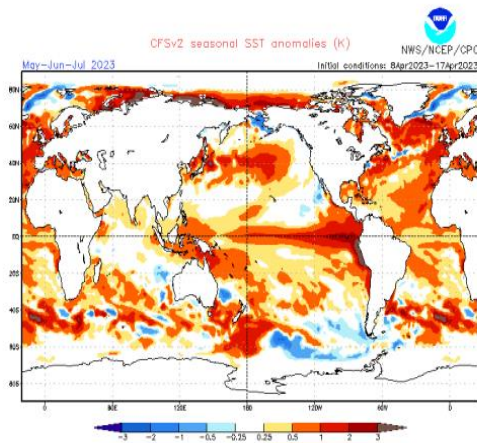 NOAA
CFSv2 seasonal SST anomalies (K)
NWS/NCEP/CPC
May-Jun-Jul 2023
Initial conditions: 8Apr2023-17Apr2023
80N
60N
40N
20N
EQ
20S
40S
60S
80S
0
90E
120E
180
120W
60W
0
-3 -2 -1 -0.5 -0.25 0.25 0.5 1 2 3